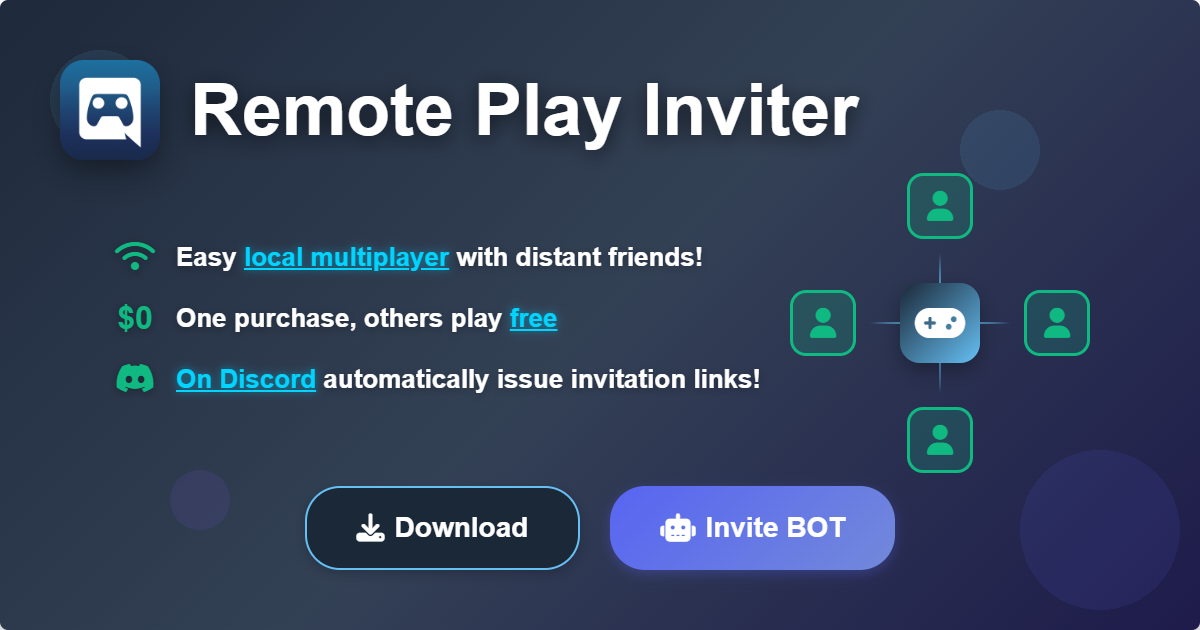 Remote Play Inviter
Easy local multiplayer with distant friends!
$0 One purchase, others play free
On Discord automatically issue invitation links!
Download
Invite BOT